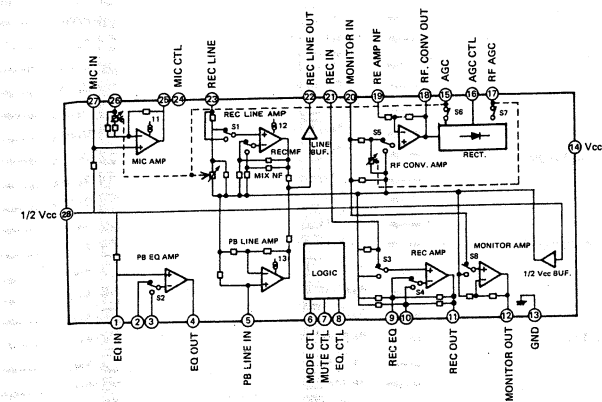 MIC IN
MIC CTL
REC LINE
REC LINE OUT
REC IN
MONITOR IN
RE AMP NF
RF. CONV OUT
AGC
AGC CTL
RF AGC
27 26 25 24 23 22 21 20 19 18 15 16 17
11
MIC AMP
REC LINE AMP
S1
12
REC NF
MIX NF
LINE
BUF.
S5
RF CONV. AMP
S6
S7
RECT.
14 Vcc
1/2 Vcc 28
PB EQ AMP
S2
PB LINE AMP
13
LOGIC
S3
REC AMP
S4
S8
MONITOR AMP
1/2 Vcc BUF.
1 2 3 4 5 6 7 8 9 10 11 12 13
EQ IN
EQ OUT
PB LINE IN
MODE CTL
MUTE CTL
EQ. CTL
REC EQ
REC OUT
MONITOR OUT
GND